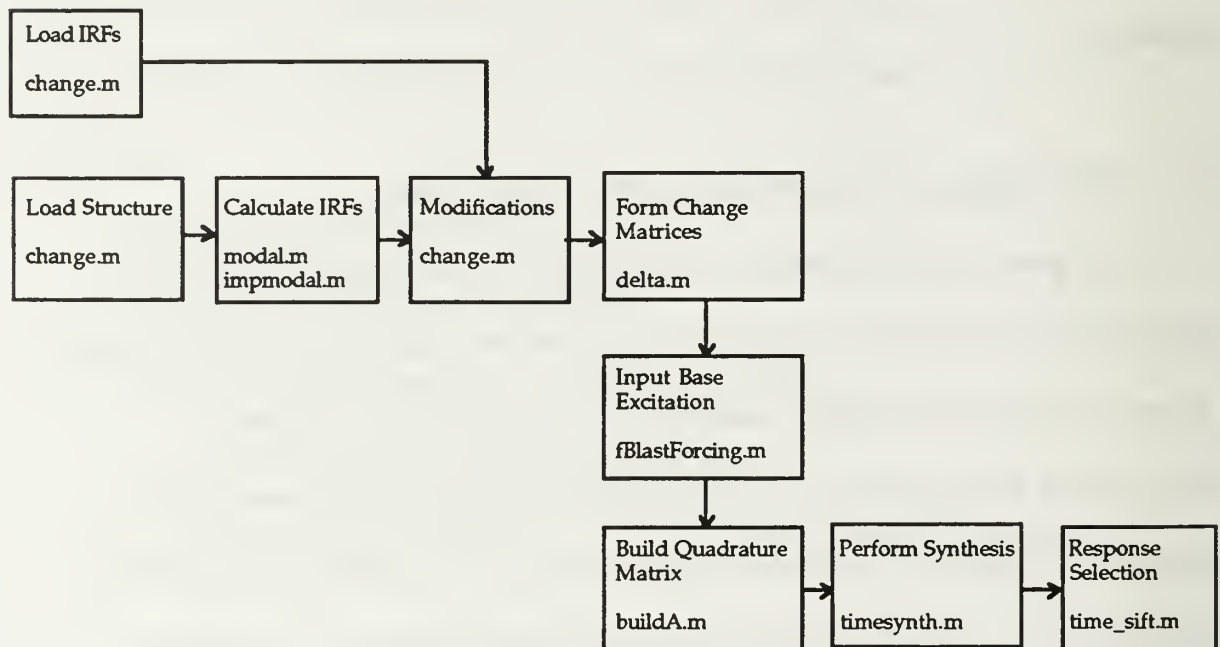 Load IRFs
change.m
Load Structure
change.m
Calculate IRFs
modal.m
impmodal.m
Modifications
change.m
Form Change
Matrices
delta.m
Input Base
Excitation
fBlastForcing.m
Build Quadrature
Matrix
buildA.m
Perform Synthesis
timesynth.m
Response
Selection
time_sift.m